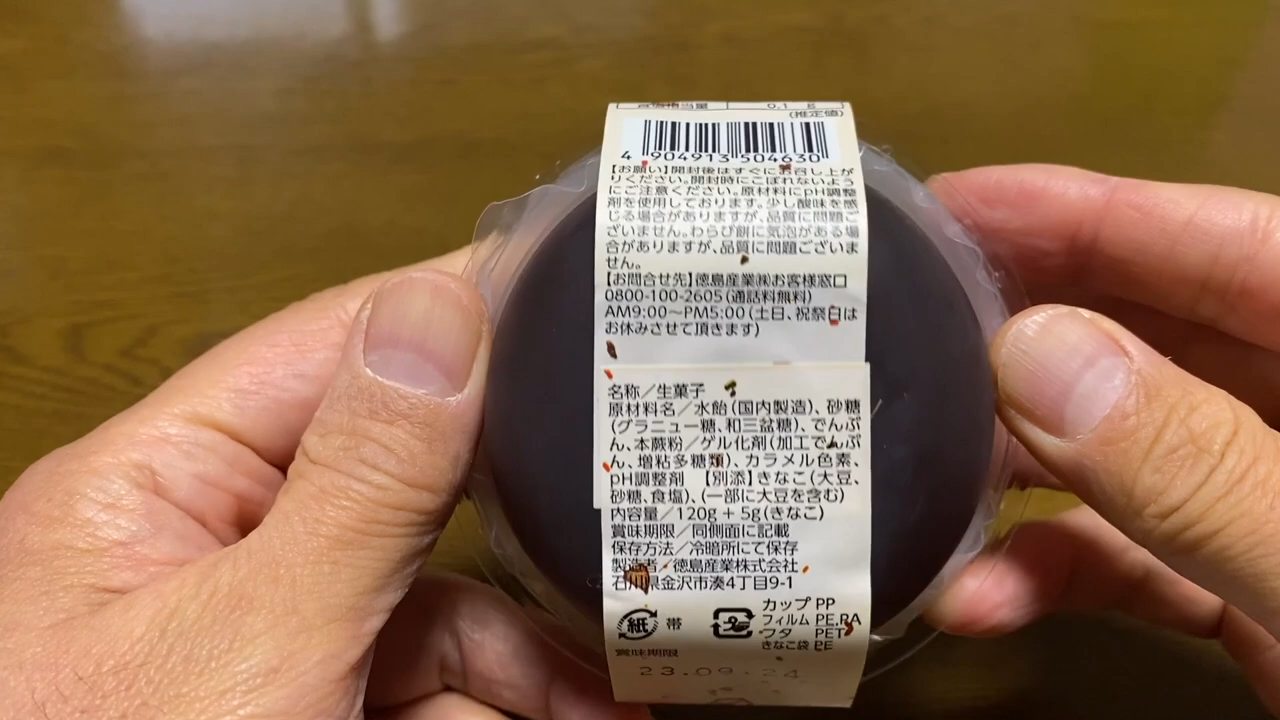 食塩相当量 0.1 g
(推定値)
4 904913 504630
【お願い】開封後はすぐにお召し上が
りください。開封時にこぼれないよう
にご注意ください。原材料にpH調整
剤を使用しております。少し酸味を感
じる場合がありますが、品質に問題ご
ざいません。わらび餅に気泡がある場
合がありますが、品質に問題ございま
せん。
【お問合せ先】徳島産業㈱お客様窓口
0800-100-2605(通話料無料)
AM9:00〜PM5:00(土日、祝祭日は
お休みさせて頂きます)
名称/生菓子
原材料名/水飴(国内製造)、砂糖
(グラニュー糖、和三盆糖)、でんぷ
ん、本蕨粉/ゲル化剤(加工でんぷ
ん、増粘多糖類)、カラメル色素、
pH調整剤 【別添】きなこ(大豆、
砂糖、食塩)、(一部に大豆を含む)
内容量/120g+5g(きなこ)
賞味期限/同側面に記載
保存方法/冷暗所にて保存
製造者/徳島産業株式会社
石川県金沢市湊4丁目9-1
紙 帯
カップ PP
フィルム PE,PA
フタ PET
きなこ袋 PE
賞味期限
23.09.24